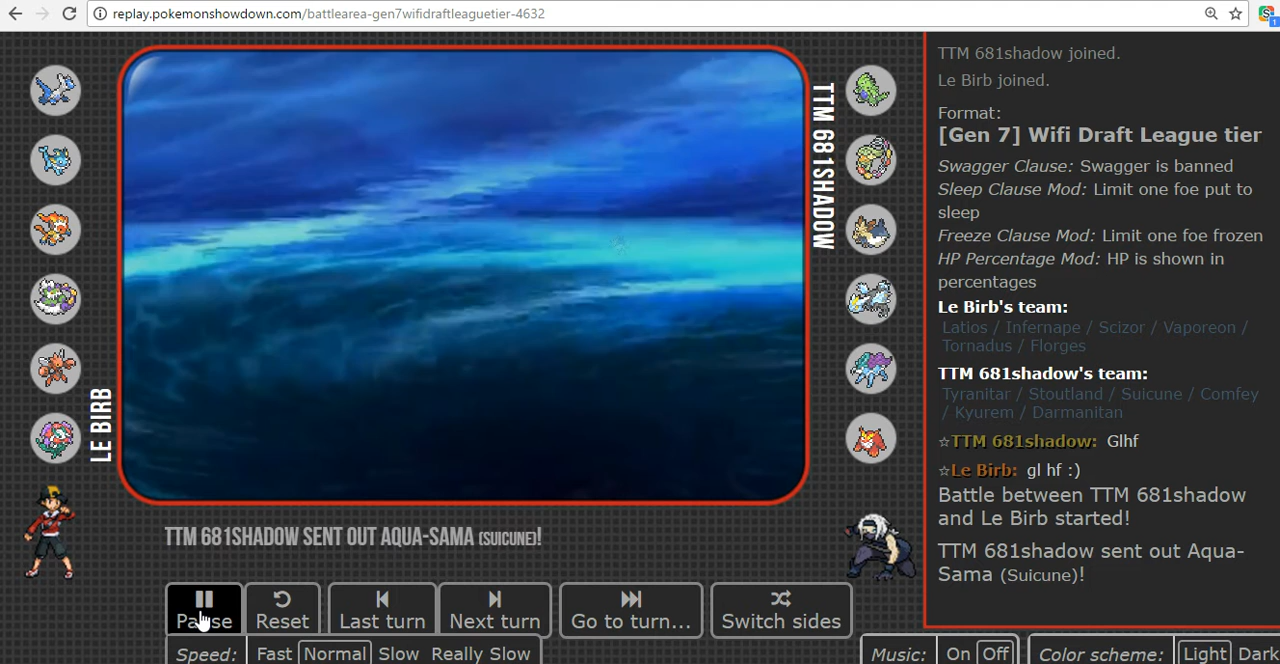 replay.pokemonshowdown.com/battlearea-gen7wifidraftleaguetier-4632
S
1
TTM 681SHADOW
LE BIRB
TTM 681shadow joined.
Le Birb joined.
Format:
[Gen 7] Wifi Draft League tier
Swagger Clause: Swagger is banned
Sleep Clause Mod: Limit one foe put to
sleep
Freeze Clause Mod: Limit one foe frozen
HP Percentage Mod: HP is shown in
percentages
Le Birb's team:
Latios / Infernape / Scizor / Vaporeon /
Tornadus / Florges
TTM 681shadow's team:
Tyranitar / Stoutland / Suicune / Comfey
/ Kyurem / Darmanitan
☆TTM 681shadow: Glhf
☆Le Birb: gl hf :)
Battle between TTM 681shadow
and Le Birb started!
TTM 681shadow sent out Aqua-
Sama (Suicune)!
TTM 681SHADOW SENT OUT AQUA-SAMA (SUICUNE)!
Pause
Reset
Last turn
Next turn
Go to turn...
Switch sides
Speed: Fast Normal Slow Really Slow
Music: On Off
Color scheme: Light Dark